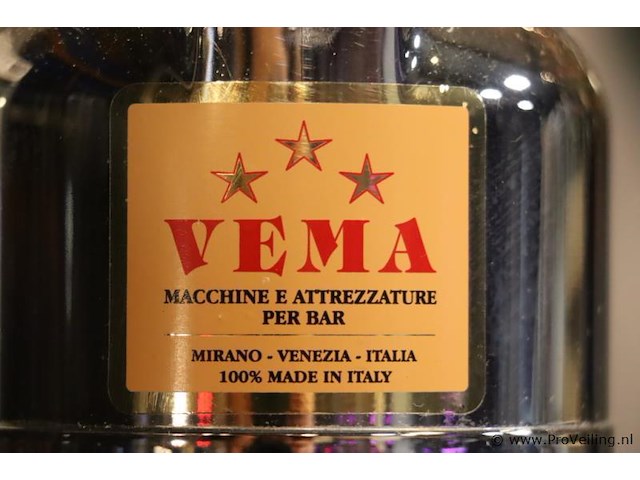 VEMA
MACCHINE E ATTREZZATURE
PER BAR
MIRANO - VENEZIA - ITALIA
100% MADE IN ITALY
© www.ProVeiling.nl